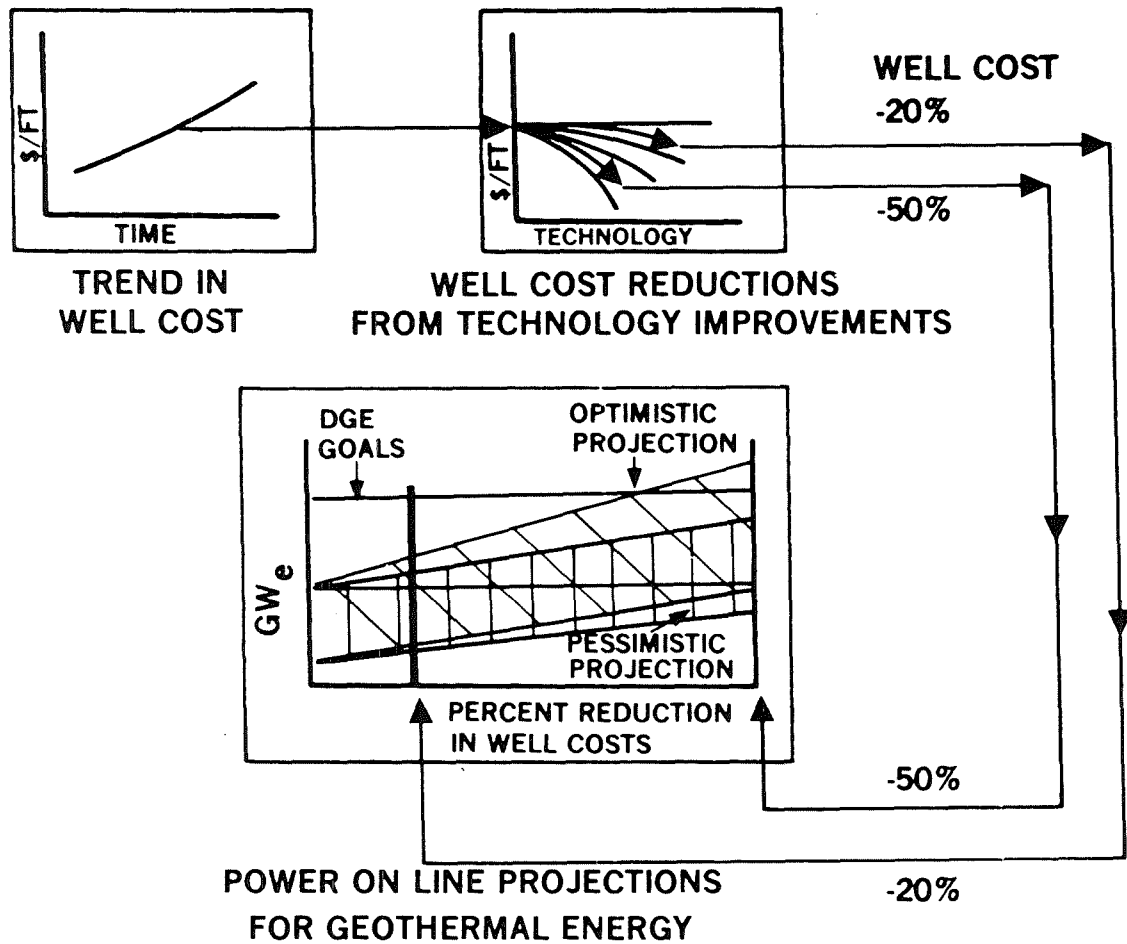 $/FT
TIME
TREND IN
WELL COST
$/FT
TECHNOLOGY
WELL COST REDUCTIONS
FROM TECHNOLOGY IMPROVEMENTS
WELL COST
-20%
-50%
DGE
GOALS
OPTIMISTIC
PROJECTION
GWe
PESSIMISTIC
PROJECTION
PERCENT REDUCTION
IN WELL COSTS
-50%
-20%
POWER ON LINE PROJECTIONS
FOR GEOTHERMAL ENERGY